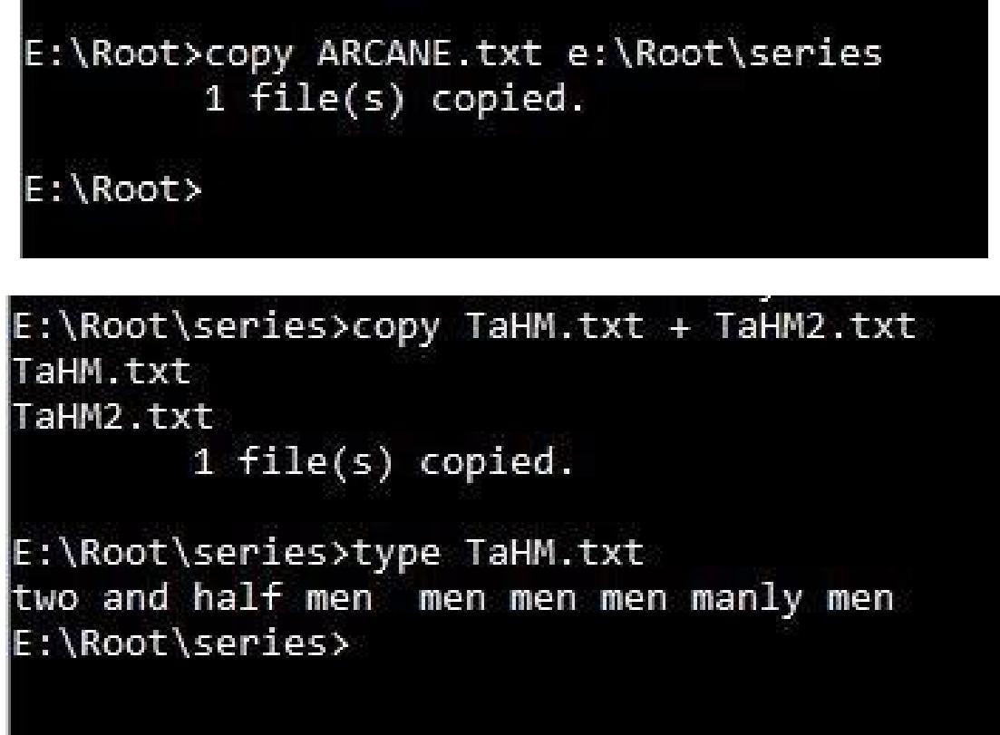 E:\Root>copy ARCANE.txt e:\Root\series
1 file(s) copied.
E:\Root>
E:\Root\series>copy TaHM.txt + TaHM2.txt
TaHM.txt
TaHM2.txt
1 file(s) copied.
E:\Root\series>type TaHM.txt
two and half men  men men men manly men
E:\Root\series>